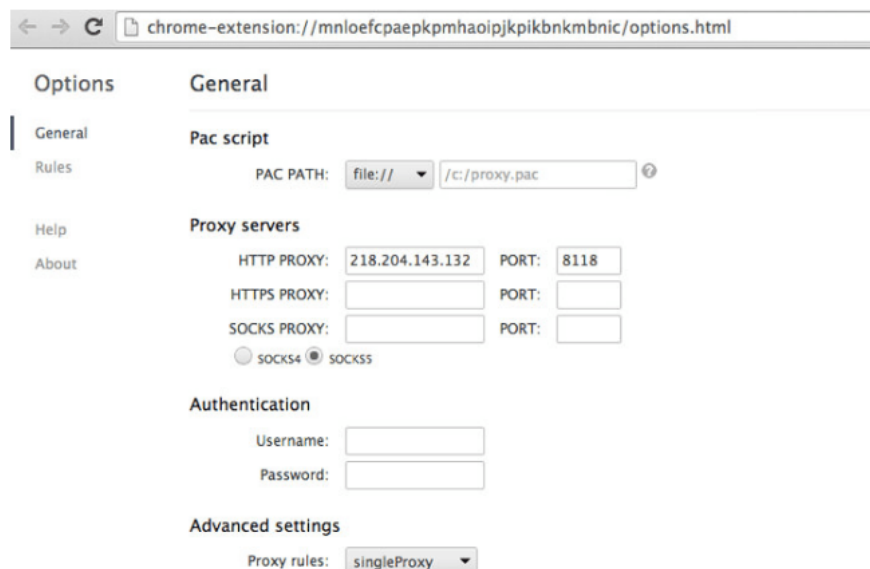 chrome-extension://mnloefcpaepkpmhaoipjkpikbnkmbnic/options.html
Options
General
Rules
Help
About
General
Pac script
PAC PATH: file:// /c:/proxy.pac
Proxy servers
HTTP PROXY: 218.204.143.132 PORT: 8118
HTTPS PROXY: PORT:
SOCKS PROXY: PORT:
SOCKS4 SOCKS5
Authentication
Username:
Password:
Advanced settings
Proxy rules: singleProxy